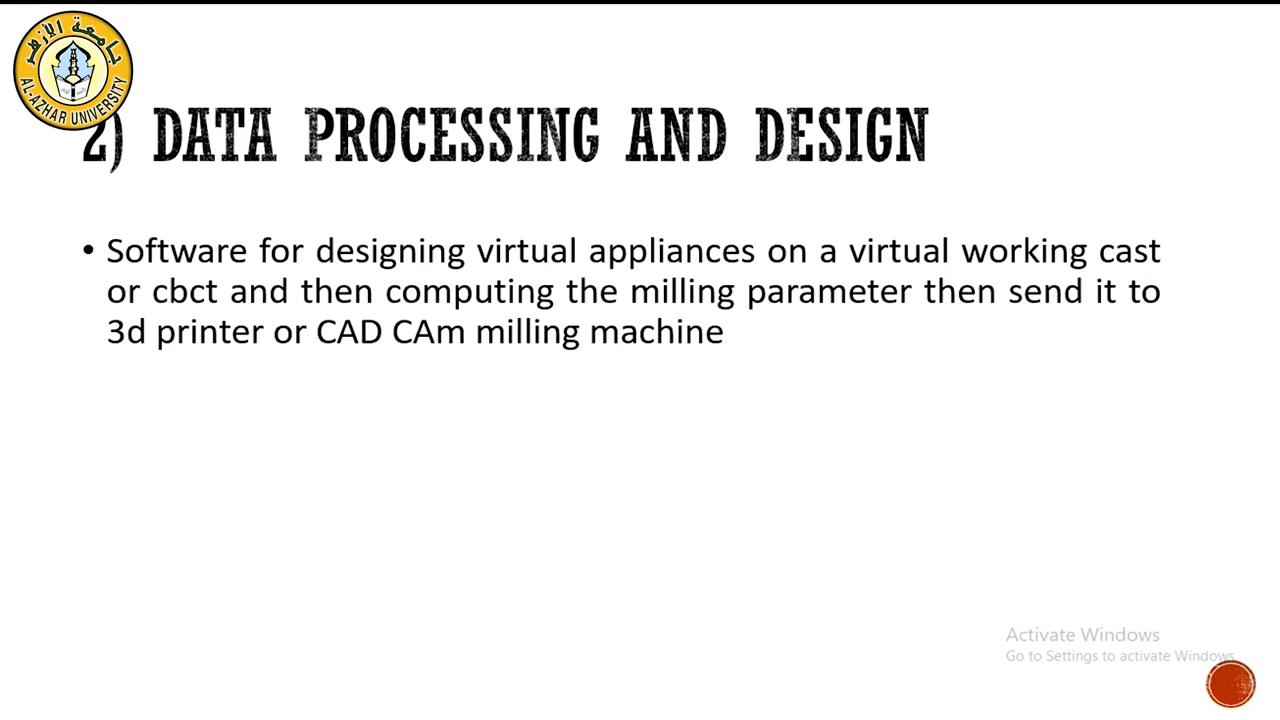 جامعة الأزهر
AL-AZHAR UNIVERSITY
2) DATA PROCESSING AND DESIGN
• Software for designing virtual appliances on a virtual working cast
or cbct and then computing the milling parameter then send it to
3d printer or CAD CAm milling machine
Activate Windows
Go to Settings to activate Windows.